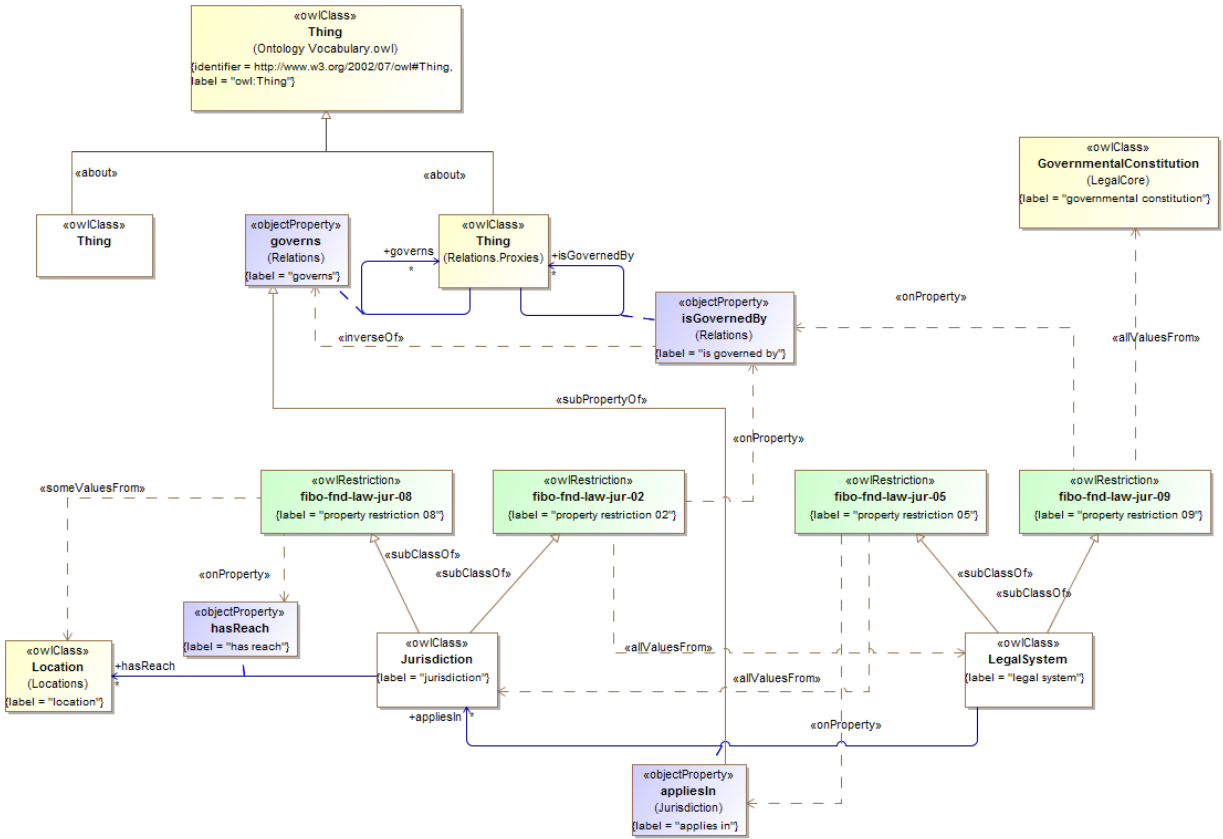 «owlClass»
Thing
(Ontology Vocabulary.owl)
{identifier = http://www.w3.org/2002/07/owl#Thing,
label = "owl:Thing"}
«about»
«about»
«owlClass»
Thing
«objectProperty»
governs
(Relations)
{label = "governs"}
+governs
*
«owlClass»
Thing
(Relations.Proxies)
+isGovernedBy
*
«owlClass»
GovernmentalConstitution
(LegalCore)
{label = "governmental constitution"}
«objectProperty»
isGovernedBy
(Relations)
{label = "is governed by"}
«onProperty»
«inverseOf»
«allValuesFrom»
«subPropertyOf»
«onProperty»
«someValuesFrom»
«owlRestriction»
fibo-fnd-law-jur-08
{label = "property restriction 08"}
«owlRestriction»
fibo-fnd-law-jur-02
{label = "property restriction 02"}
«owlRestriction»
fibo-fnd-law-jur-05
{label = "property restriction 05"}
«owlRestriction»
fibo-fnd-law-jur-09
{label = "property restriction 09"}
«subClassOf»
«subClassOf»
«onProperty»
«subClassOf»
«subClassOf»
«objectProperty»
hasReach
{label = "has reach"}
«owlClass»
Location
(Locations)
{label = "location"}
+hasReach
*
«owlClass»
Jurisdiction
{label = "jurisdiction"}
«allValuesFrom»
«allValuesFrom»
«owlClass»
LegalSystem
{label = "legal system"}
+appliesIn
*
«onProperty»
«objectProperty»
appliesIn
(Jurisdiction)
{label = "applies in"}